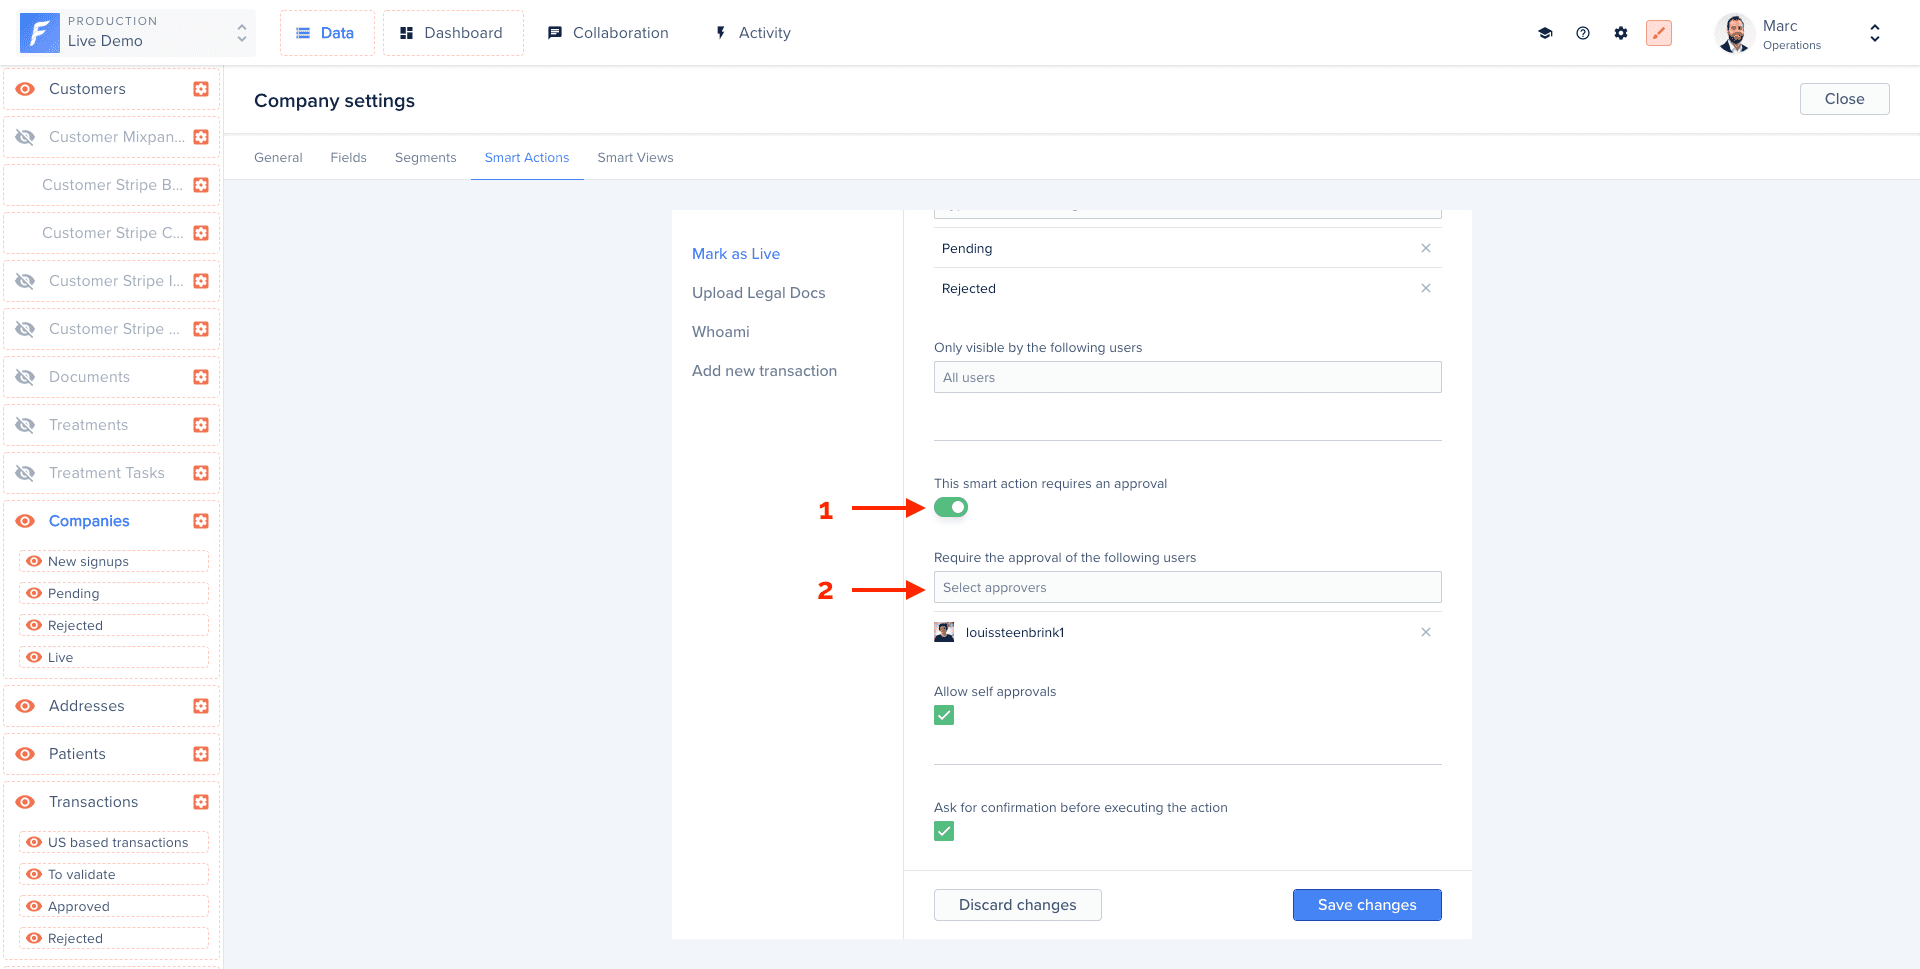 PRODUCTION
Live Demo
Data
Dashboard
Collaboration
Activity
Marc
Operations
Customers
Customer Mixpan...
Customer Stripe B...
Customer Stripe C...
Customer Stripe I...
Customer Stripe ...
Documents
Treatments
Treatment Tasks
Companies
New signups
Pending
Rejected
Live
Addresses
Patients
Transactions
US based transactions
To validate
Approved
Rejected
Company settings
Close
General
Fields
Segments
Smart Actions
Smart Views
Mark as Live
Upload Legal Docs
Whoami
Add new transaction
Pending
Rejected
Only visible by the following users
All users
This smart action requires an approval
1
Require the approval of the following users
2
Select approvers
louissteenbrink1
Allow self approvals
Ask for confirmation before executing the action
Discard changes
Save changes